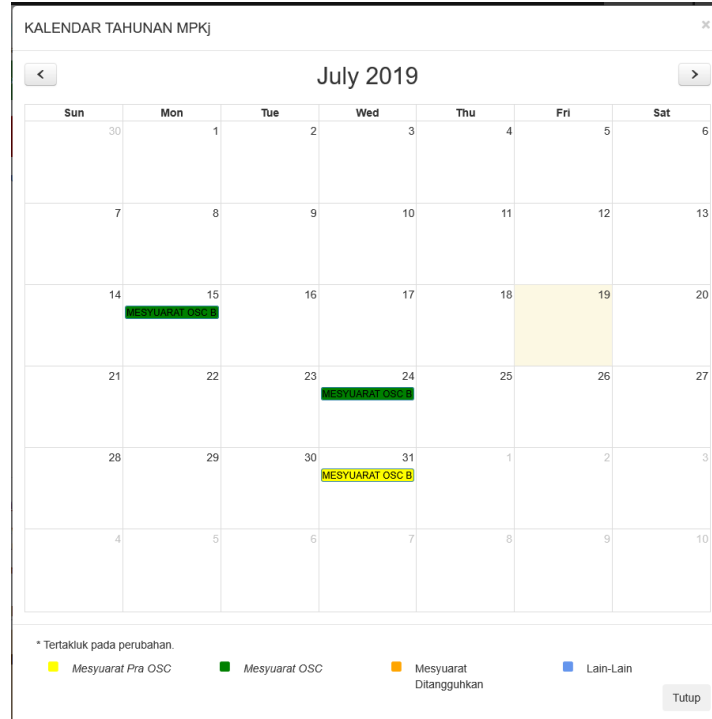 KALENDAR TAHUNAN MPKj ×
< July 2019 >
Sun Mon Tue Wed Thu Fri Sat
30 1 2 3 4 5 6
7 8 9 10 11 12 13
14 15 16 17 18 19 20
MESYUARAT OSC B
21 22 23 24 25 26 27
MESYUARAT OSC B
28 29 30 31 1 2 3
MESYUARAT OSC B
4 5 6 7 8 9 10
* Tertakluk pada perubahan.
Mesyuarat Pra OSC Mesyuarat OSC Mesyuarat Lain-Lain
Ditangguhkan
Tutup